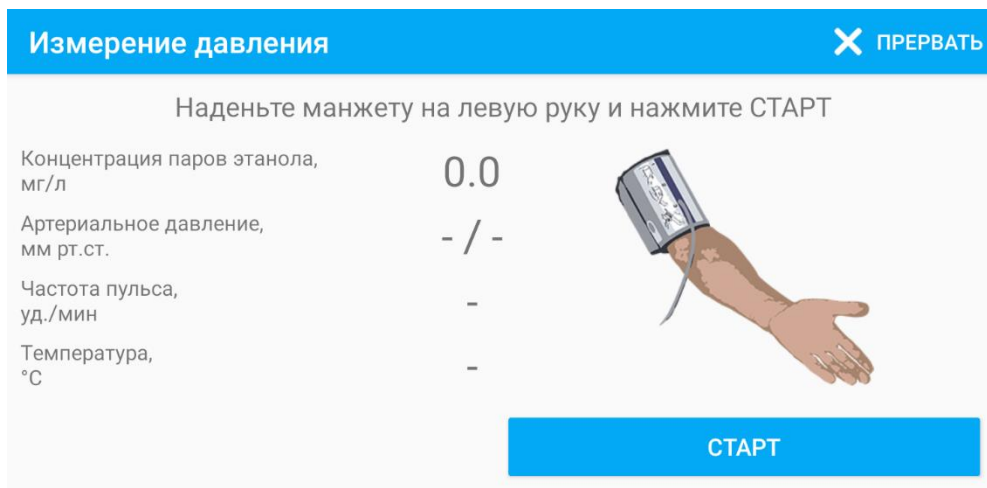 Измерение давления
ПРЕРВАТЬ
Наденьте манжету на левую руку и нажмите СТАРТ
Концентрация паров этанола,
мг/л
0.0
Артериальное давление,
мм рт.ст.
- / -
Частота пульса,
уд./мин
-
Температура,
°C
-
СТАРТ